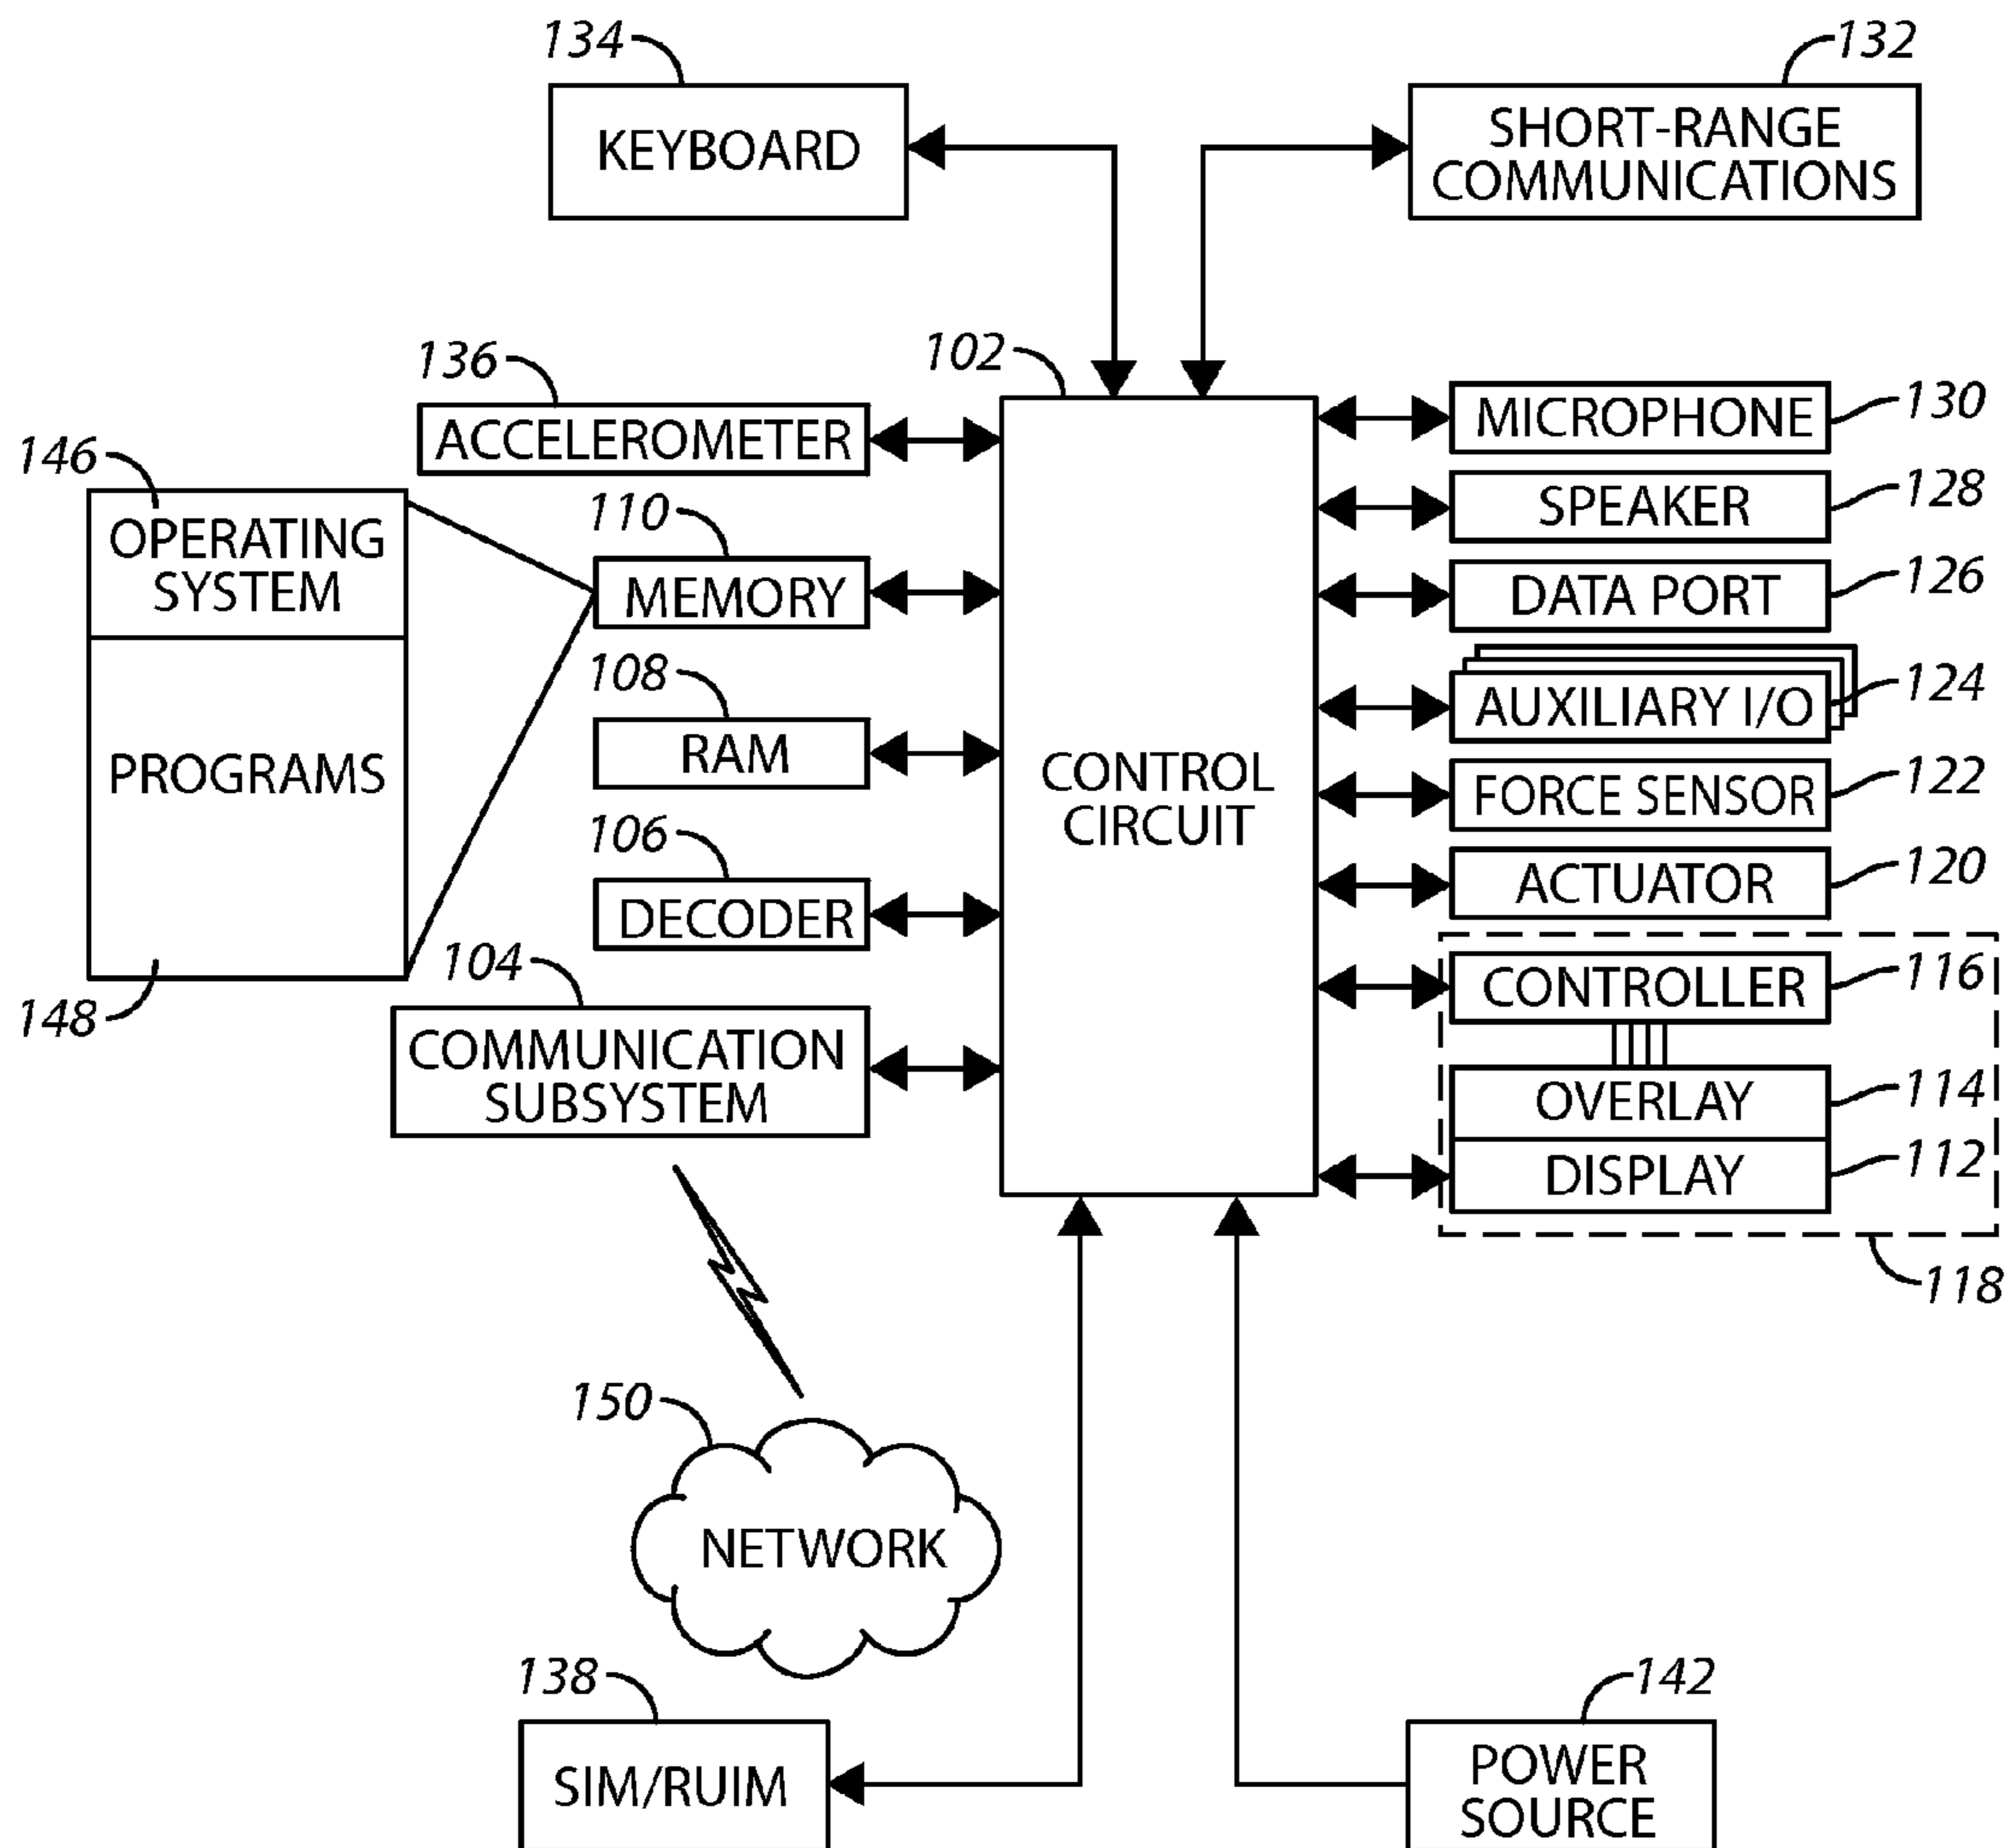 134
132
KEYBOARD
SHORT-RANGE
COMMUNICATIONS
136
102
ACCELEROMETER
MICROPHONE
130
146
OPERATING
SYSTEM
110
MEMORY
SPEAKER
128
DATA PORT
126
108
RAM
PROGRAMS
CONTROL
CIRCUIT
AUXILIARY I/O
124
FORCE SENSOR
122
106
DECODER
ACTUATOR
120
148
104
COMMUNICATION
SUBSYSTEM
CONTROLLER
116
OVERLAY
114
DISPLAY
112
118
150
NETWORK
138
142
SIM/RUIM
POWER
SOURCE